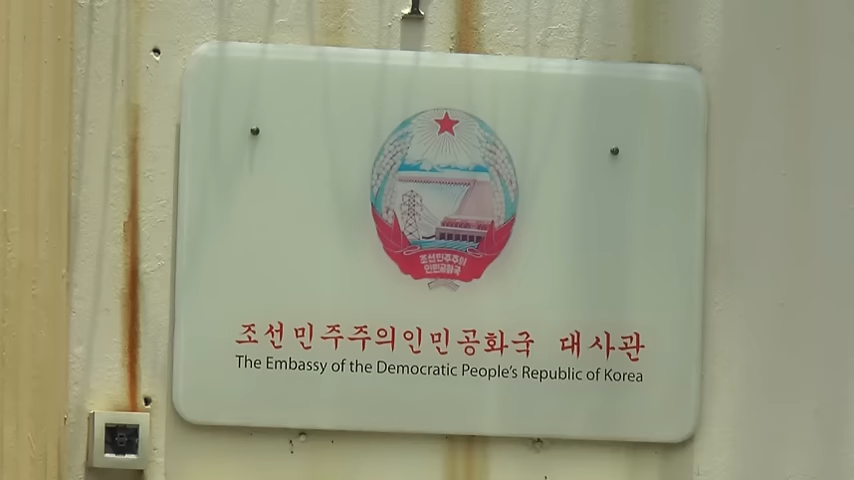 조선민주주의
인민공화국
조선민주주의인민공화국 대사관
The Embassy of the Democratic People's Republic of Korea